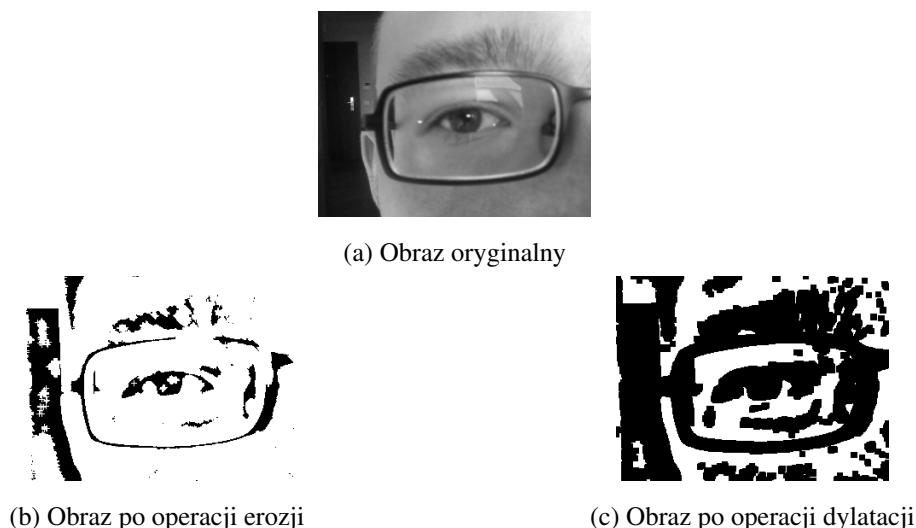 (a) Obraz oryginalny
(b) Obraz po operacji erozji
(c) Obraz po operacji dylatacji